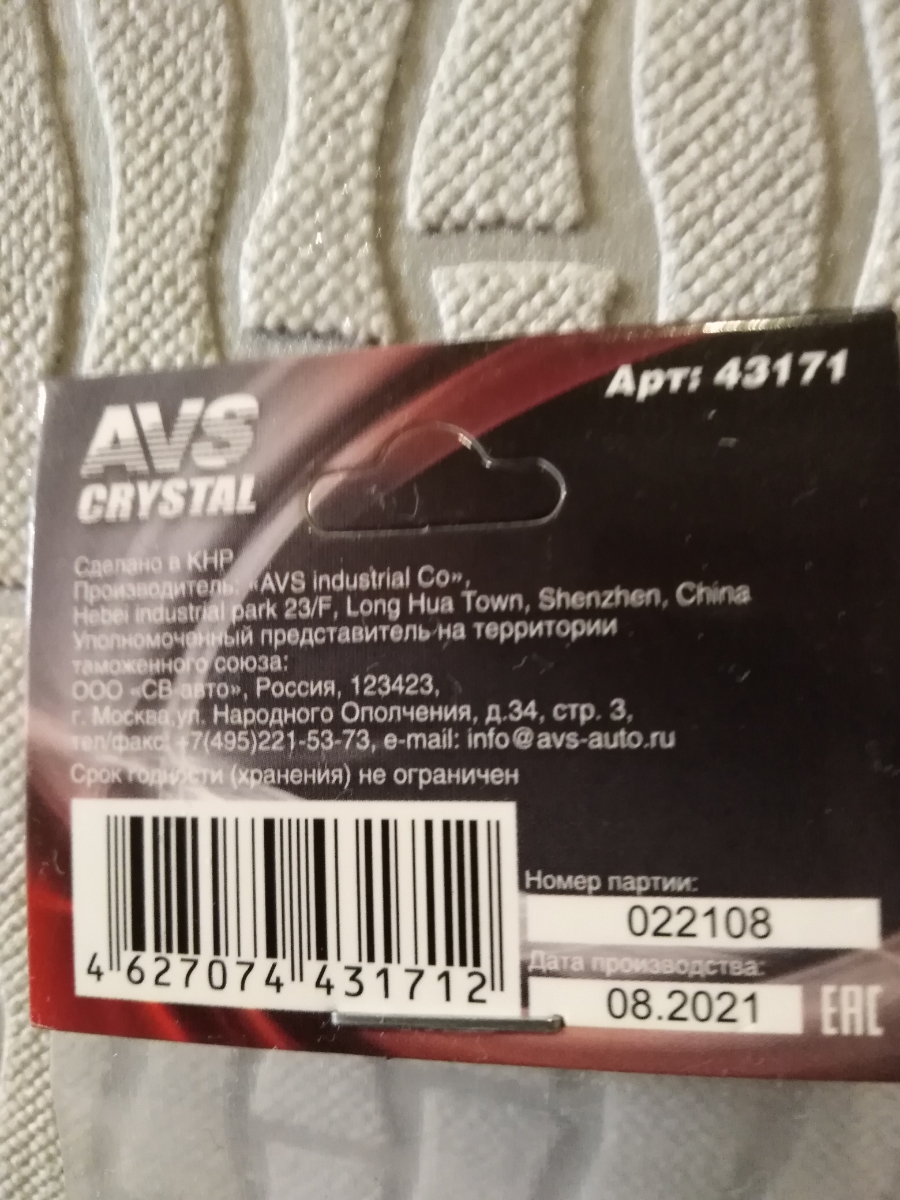 Арт: 43171
AVS
CRYSTAL
Сделано в КНР
Производитель: «AVS industrial Co»,
Hebei industrial park 23/F, Long Hua Town, Shenzhen, China
Уполномоченный представитель на территории
таможенного союза:
ООО «СВ-авто», Россия, 123423,
г. Москва,ул. Народного Ополчения, д.34, стр. 3,
тел/факс: +7(495)221-53-73, e-mail: info@avs-auto.ru
Срок годности (хранения) не ограничен
Номер партии:
022108
Дата производства:
08.2021
EAC
4 627074 431712